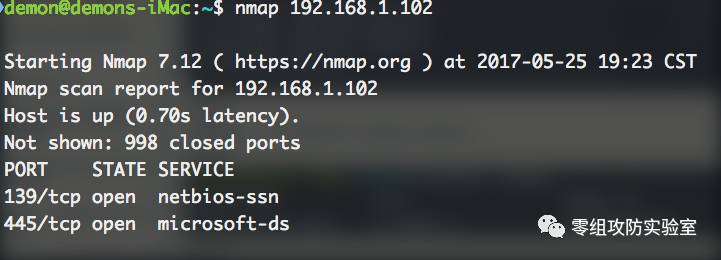 demon@demons-iMac:~$ nmap 192.168.1.102
Starting Nmap 7.12 ( https://nmap.org ) at 2017-05-25 19:23 CST
Nmap scan report for 192.168.1.102
Host is up (0.70s latency).
Not shown: 998 closed ports
PORT    STATE SERVICE
139/tcp open  netbios-ssn
445/tcp open  microsoft-ds
零组攻防实验室